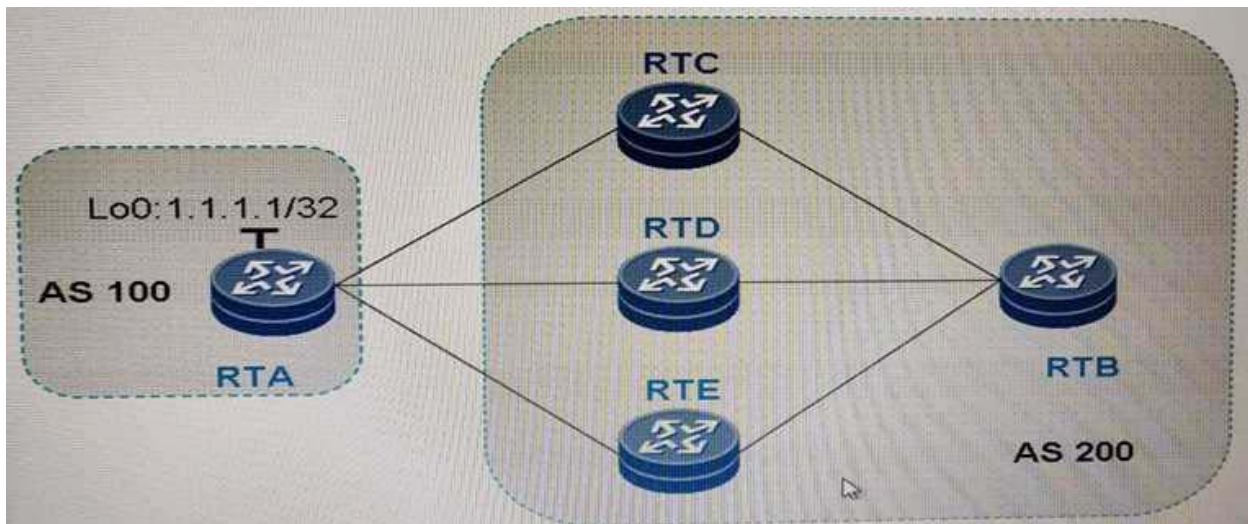 RTC
Lo0:1.1.1.1/32
RTD
AS 100
RTA
RTE
RTB
AS 200